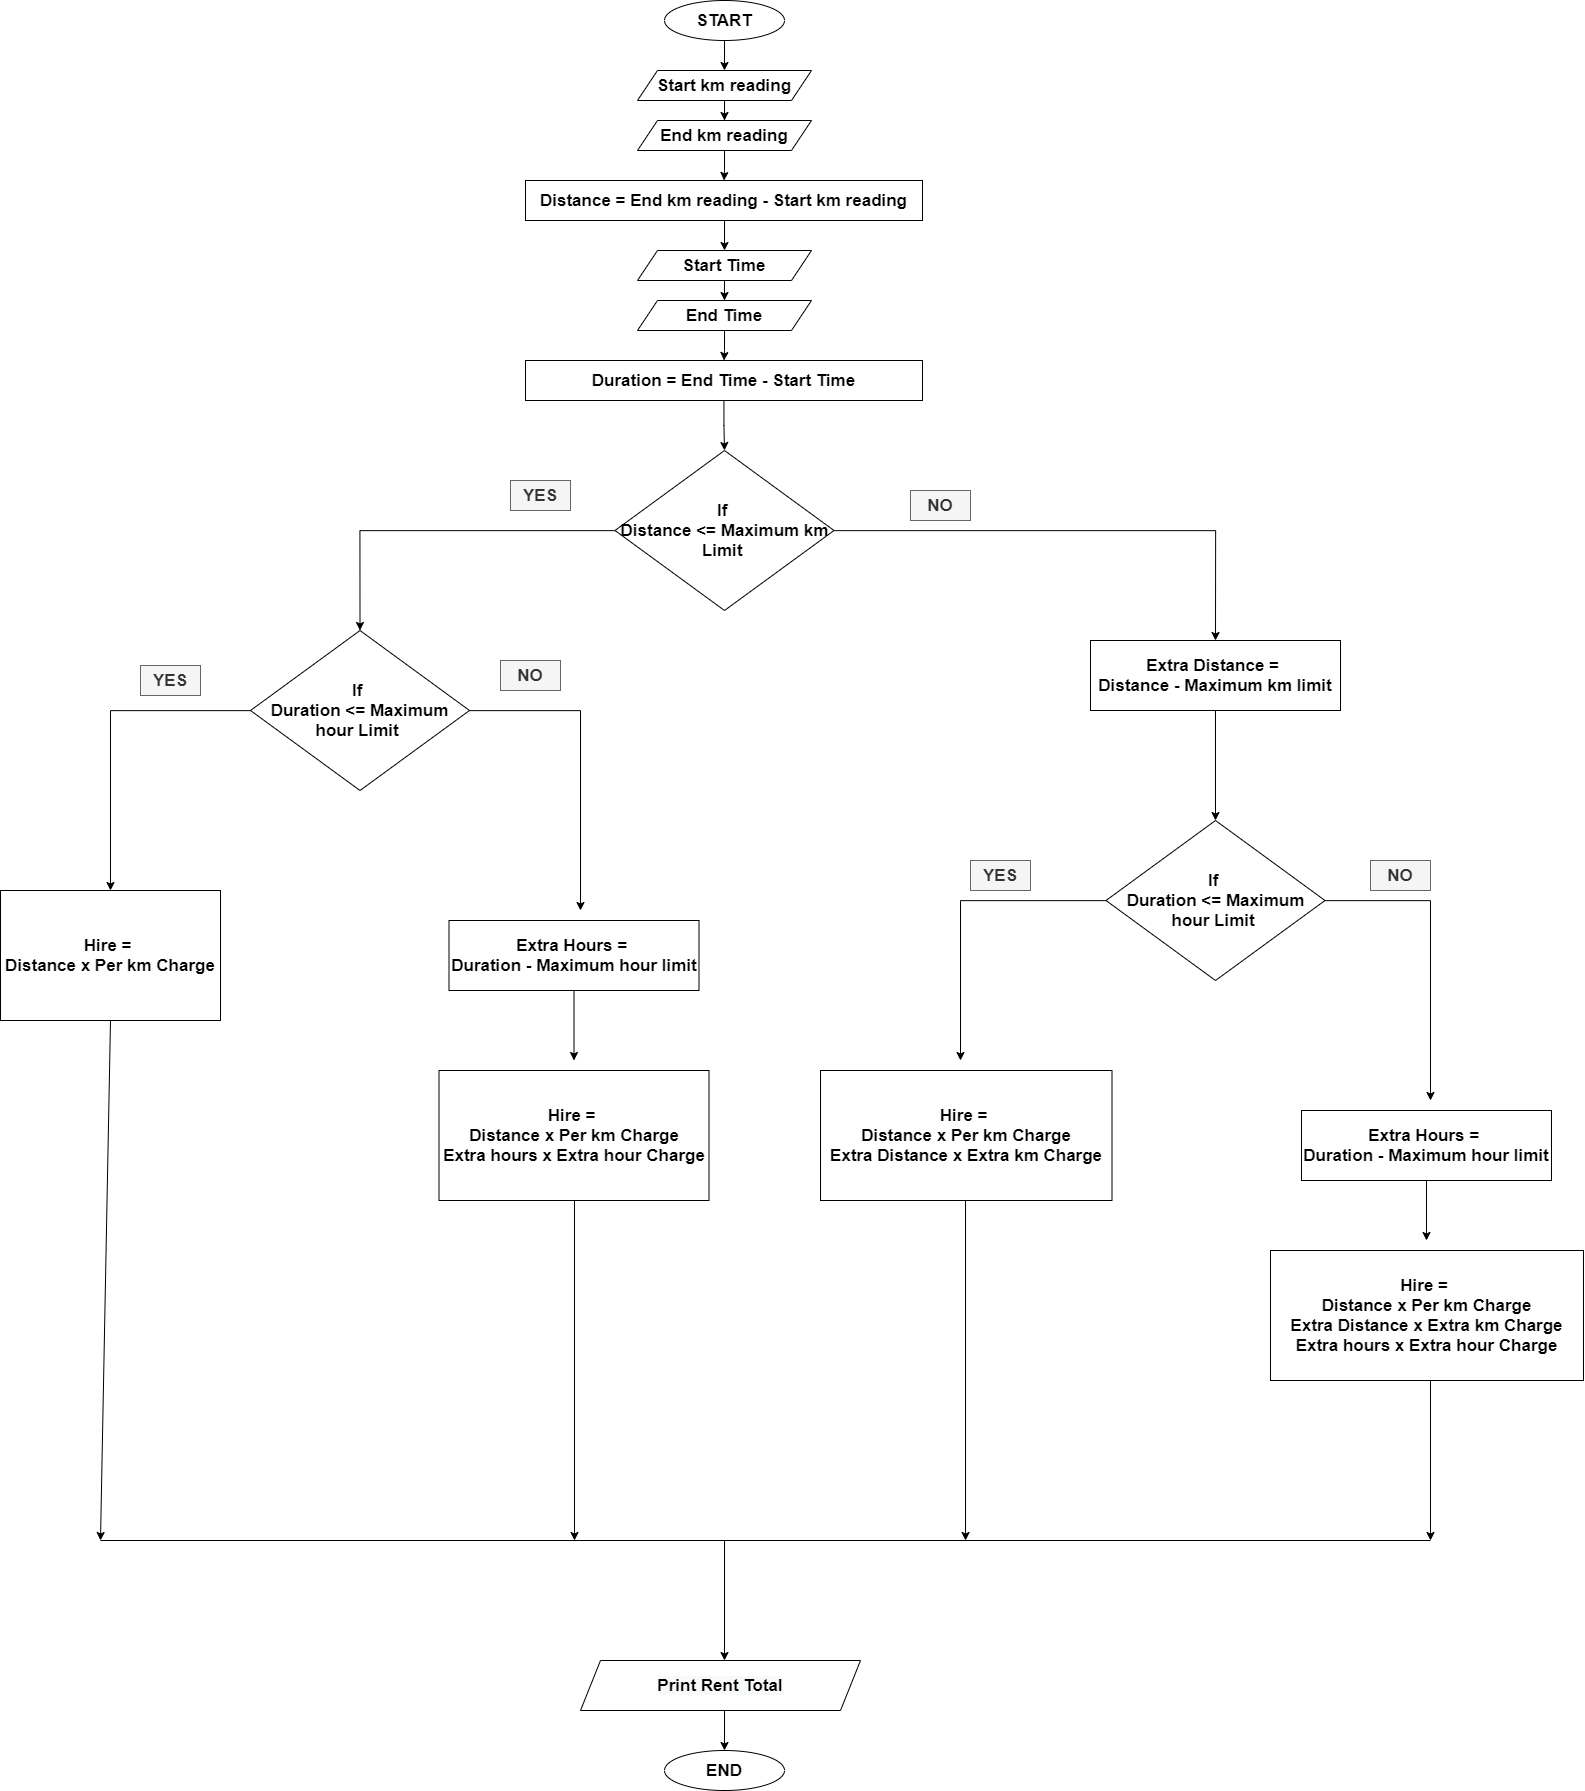 START
Start km reading
End km reading
Distance = End km reading - Start km reading
Start Time
End Time
Duration = End Time - Start Time
If
Distance <= Maximum km
Limit
YES
NO
If
Duration <= Maximum
hour Limit
YES
NO
Extra Distance =
Distance - Maximum km limit
If
Duration <= Maximum
hour Limit
YES
NO
Hire =
Distance x Per km Charge
Extra Hours =
Duration - Maximum hour limit
Hire =
Distance x Per km Charge
Extra hours x Extra hour Charge
Hire =
Distance x Per km Charge
Extra Distance x Extra km Charge
Extra Hours =
Duration - Maximum hour limit
Hire =
Distance x Per km Charge
Extra Distance x Extra km Charge
Extra hours x Extra hour Charge
Print Rent Total
END